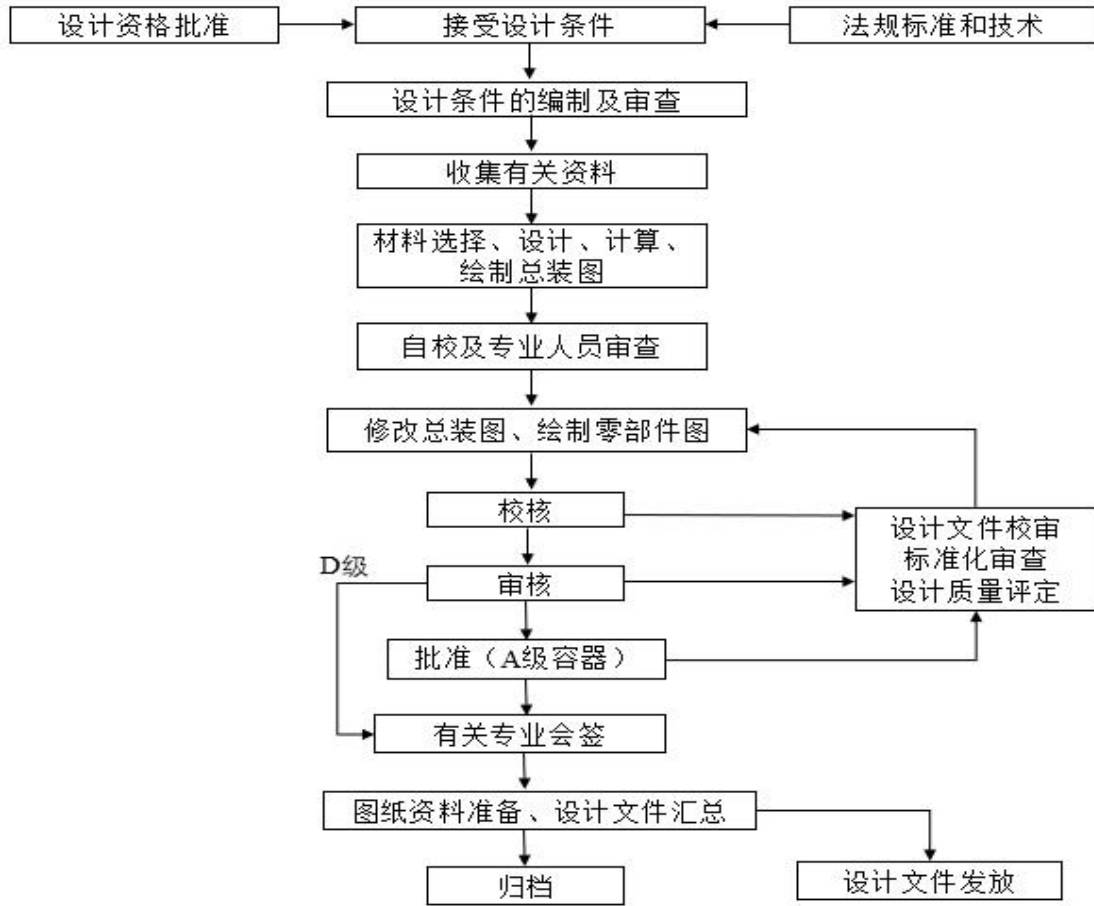 设计资格批准
接受设计条件
法规标准和技术
设计条件的编制及审查
收集有关资料
材料选择、设计、计算、
绘制总装图
自校及专业人员审查
修改总装图、绘制零部件图
校核
设计文件校审
标准化审查
设计质量评定
D级
审核
批准（A级容器）
有关专业会签
图纸资料准备、设计文件汇总
归档
设计文件发放